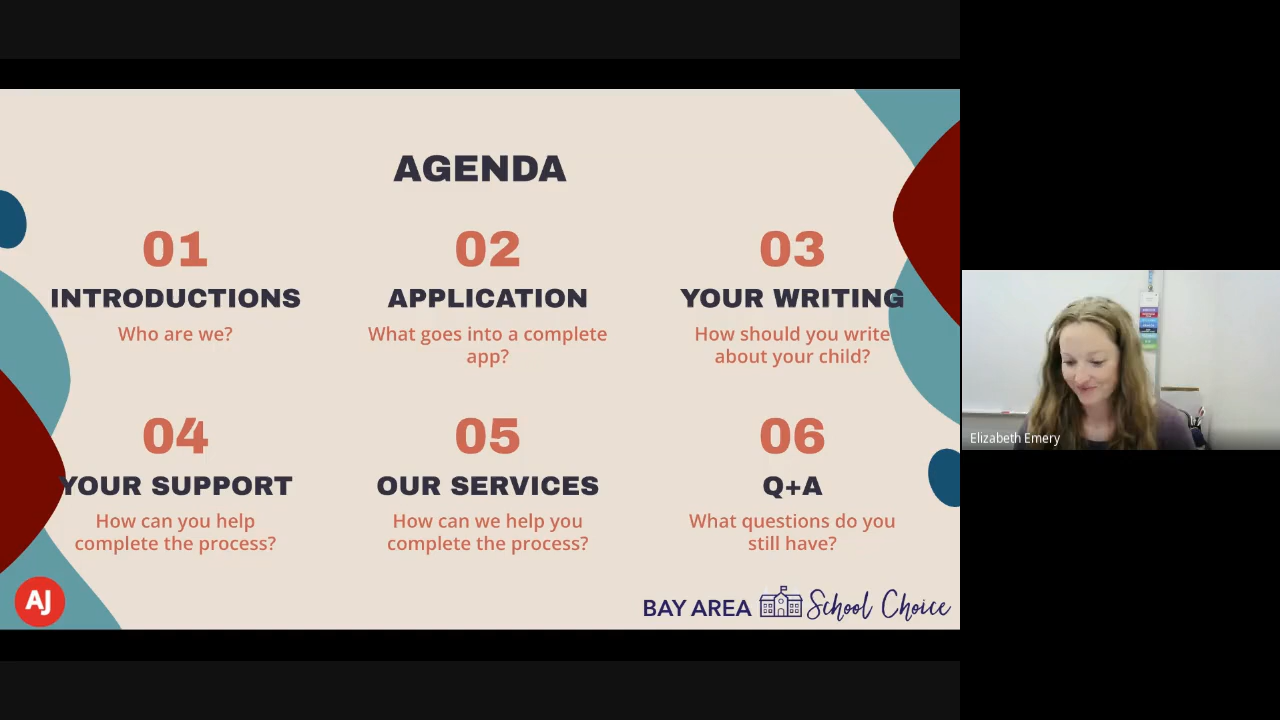 AGENDA
01
INTRODUCTIONS
Who are we?
02
APPLICATION
What goes into a complete
app?
03
YOUR WRITING
How should you write
about your child?
04
YOUR SUPPORT
How can you help
complete the process?
05
OUR SERVICES
How can we help you
complete the process?
06
Q+A
What questions do you
still have?
AJ
BAY AREA School Choice
Elizabeth Emery